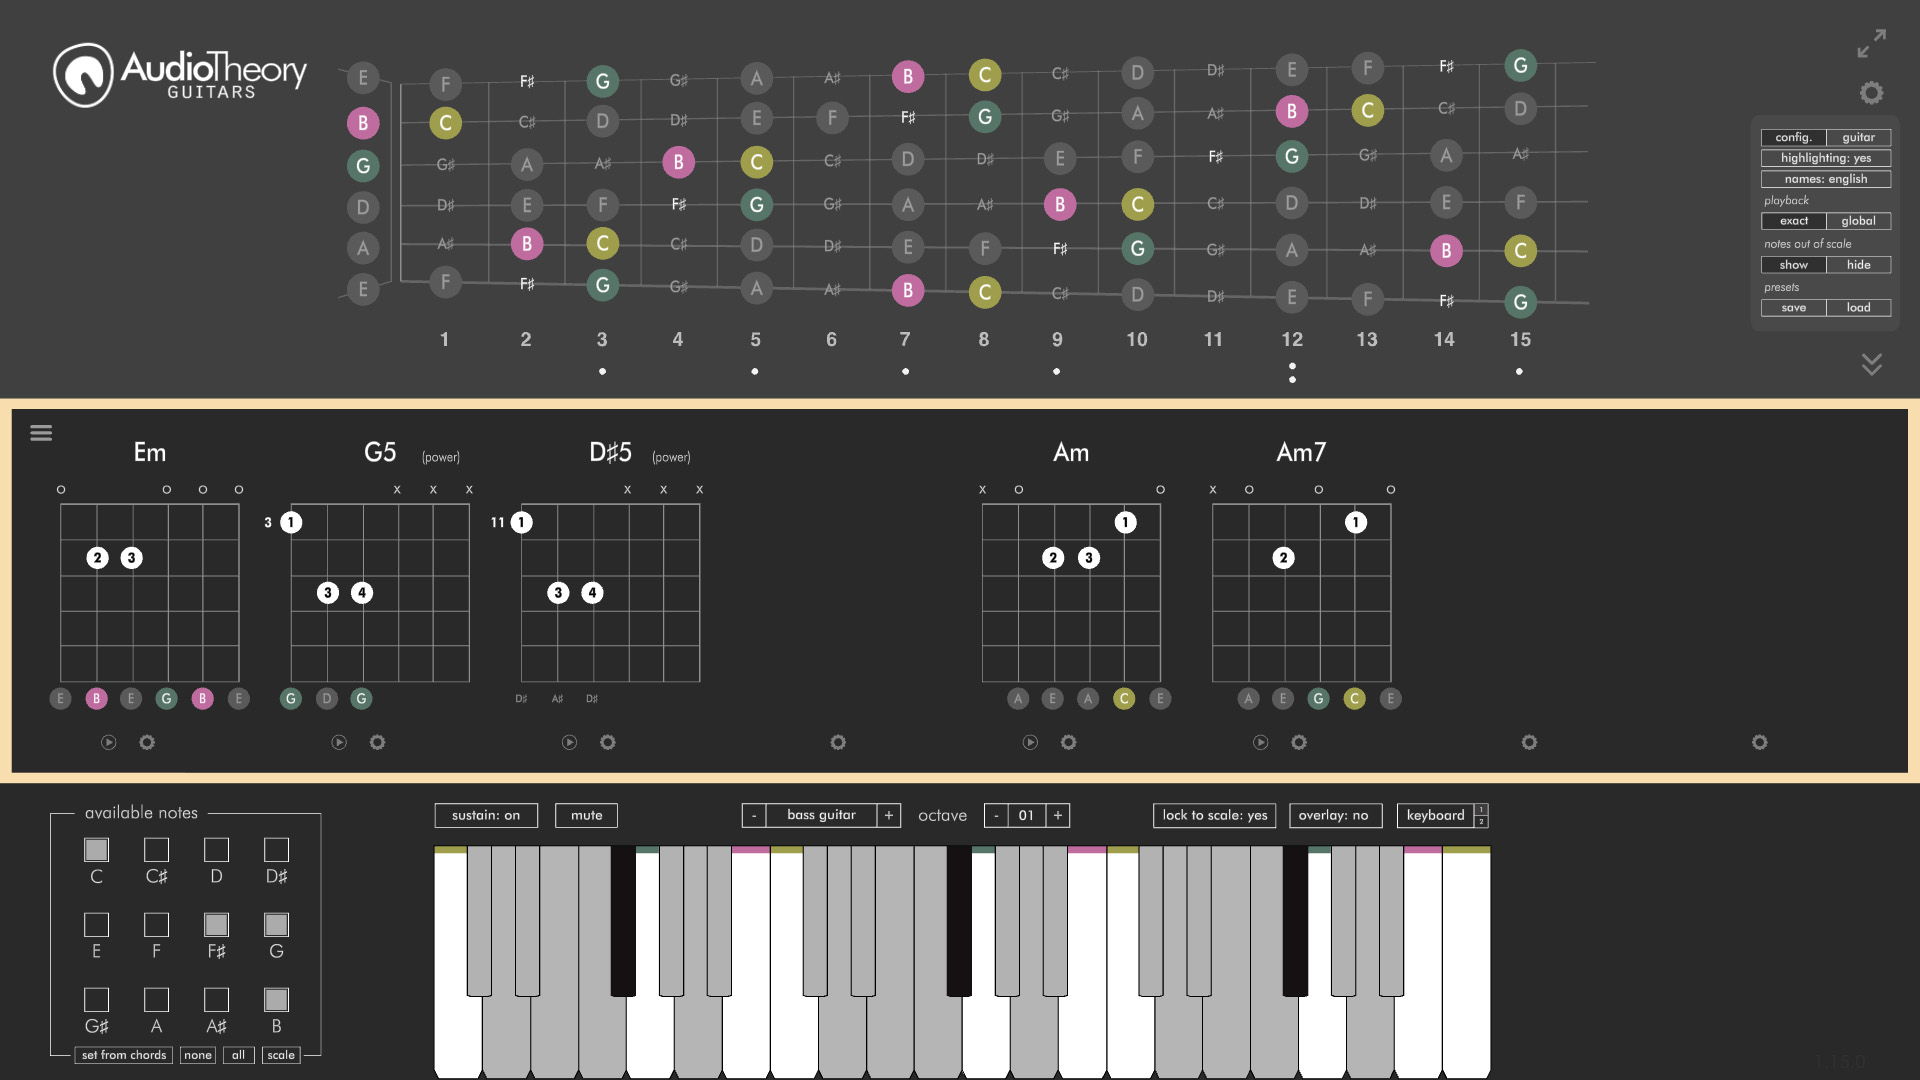 AudioTheory
GUITARS
E F F♯ G G♯ A A♯ B C C♯ D D♯ E F F♯ G
B C C♯ D D♯ E F F♯ G G♯ A A♯ B C C♯ D
G G♯ A A♯ B C C♯ D D♯ E F F♯ G G♯ A A♯
D D♯ E F F♯ G G♯ A A♯ B C C♯ D D♯ E F
A A♯ B C C♯ D D♯ E F F♯ G G♯ A A♯ B C
E F F♯ G G♯ A A♯ B C C♯ D D♯ E F F♯ G
1 2 3 4 5 6 7 8 9 10 11 12 13 14 15
config. guitar
highlighting: yes
names: english
playback
exact global
notes out of scale
show hide
presets
save load
Em G5 (power) D♯5 (power) Am Am7
o o o o x x x x x x x o o x o o o
3 1 11 1 1 1
2 3 2 3 2
3 4 3 4
E B E G B E G D G D♯ A♯ D♯ A E A C E A E G C E
available notes
C C♯ D D♯
E F F♯ G
G♯ A A♯ B
set from chords none all scale
sustain: on mute - bass guitar + octave - 01 + lock to scale: yes overlay: no keyboard 1 2
1.15.0